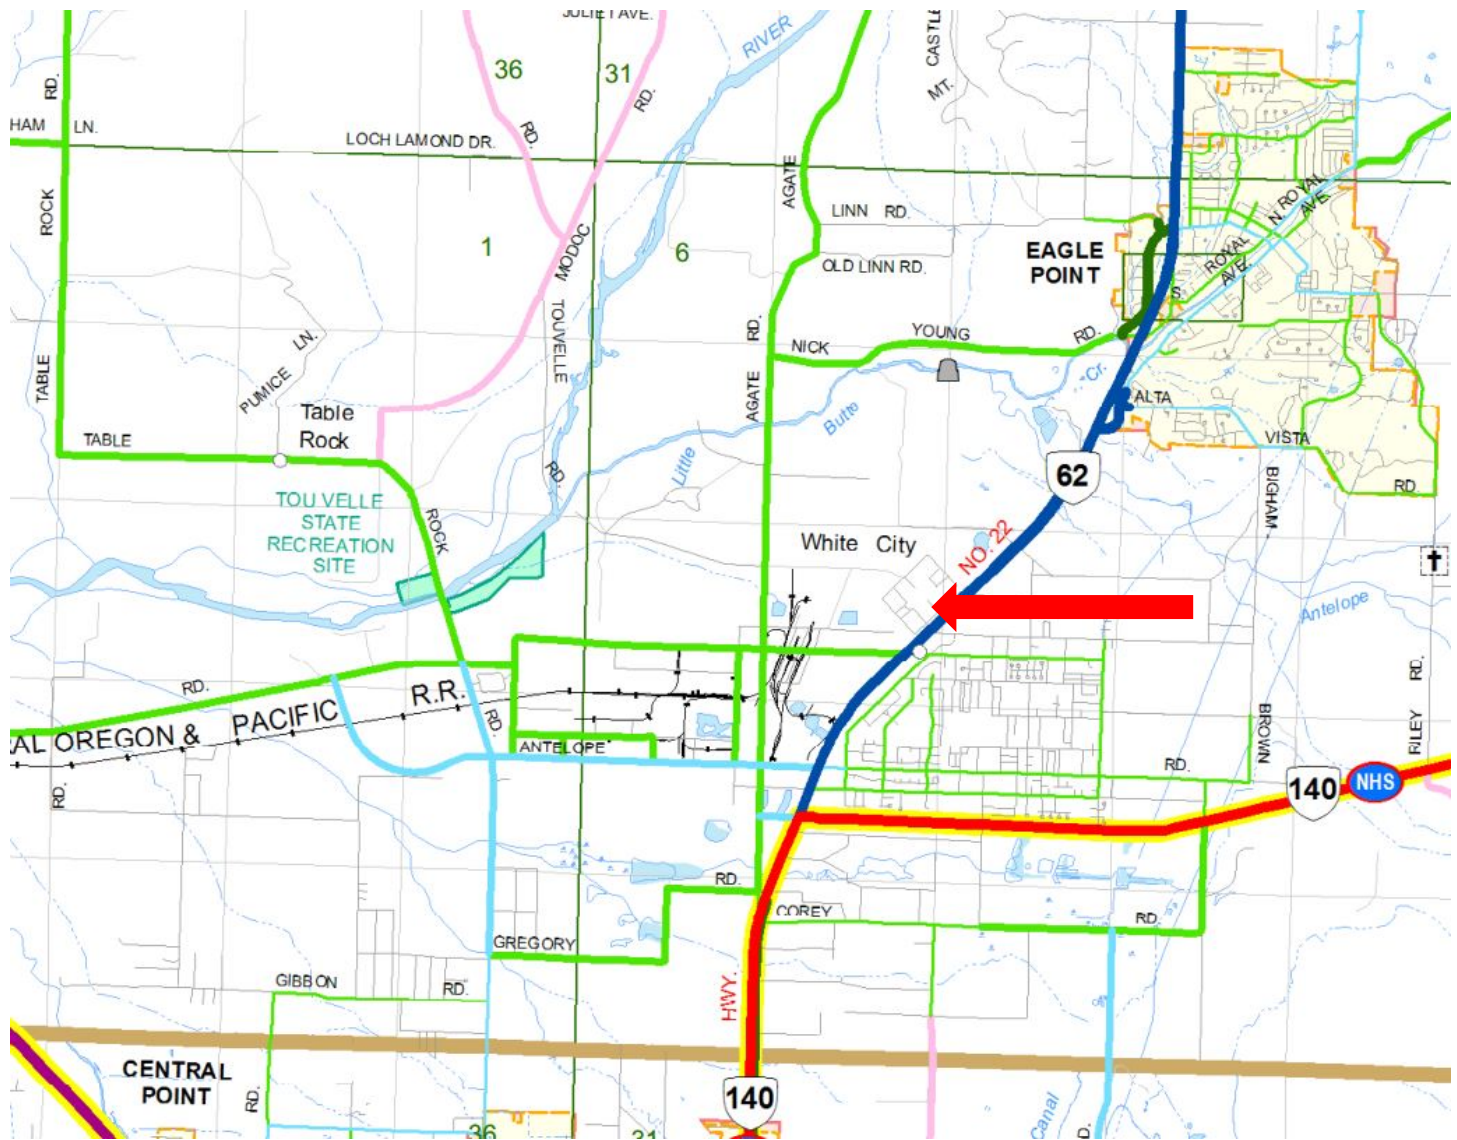 JULIET AVE.
RIVER
CASTLE
MT.
36
31
RD.
RD.
RD.
HAM LN.
LOCH LAMOND DR.
ROCK
AGATE
LINN RD.
N. ROYAL
AVE.
1
MODOC
6
OLD LINN RD.
EAGLE
POINT
ROYAL
AVE.
S
TOUVELLE
RD.
NICK
YOUNG
RD.
PUMICE LN.
TABLE
AGATE
Cr.
ALTA
Table
Rock
Butte
TABLE
VISTA
Little
RD.
62
RD.
BIGHAM
TOUVELLE
STATE
RECREATION
SITE
ROCK
White City
NO. 22
Antelope
RD.
RD.
R.R.
PACIFIC
RD.
AL OREGON &
ANTELOPE
BROWN
RILEY
RD.
RD.
140
NHS
RD.
COREY
RD.
GREGORY
GIBBON
RD.
HWY.
CENTRAL
POINT
RD.
140
Canal
D.
36
31